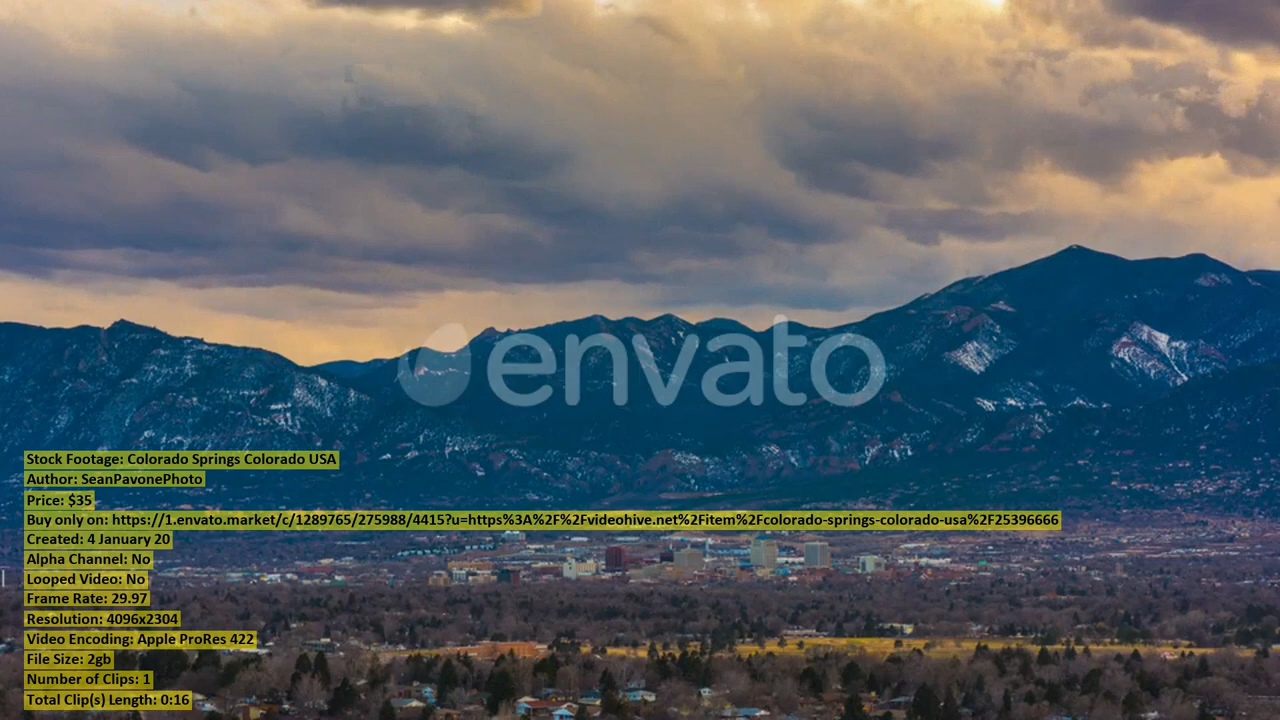 envato
Stock Footage: Colorado Springs Colorado USA
Author: SeanPavonePhoto
Price: $35
Buy only on: https://1.envato.market/c/1289765/275988/4415?u=https%3A%2F%2Fvideohive.net%2Fitem%2Fcolorado-springs-colorado-usa%2F25396666
Created: 4 January 20
Alpha Channel: No
Looped Video: No
Frame Rate: 29.97
Resolution: 4096x2304
Video Encoding: Apple ProRes 422
File Size: 2gb
Number of Clips: 1
Total Clip(s) Length: 0:16